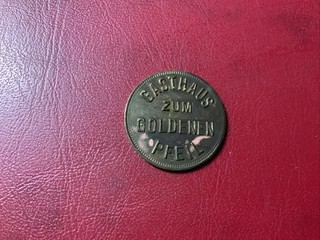 GASTHAUS
ZUM
GOLDENEN
PFEIL